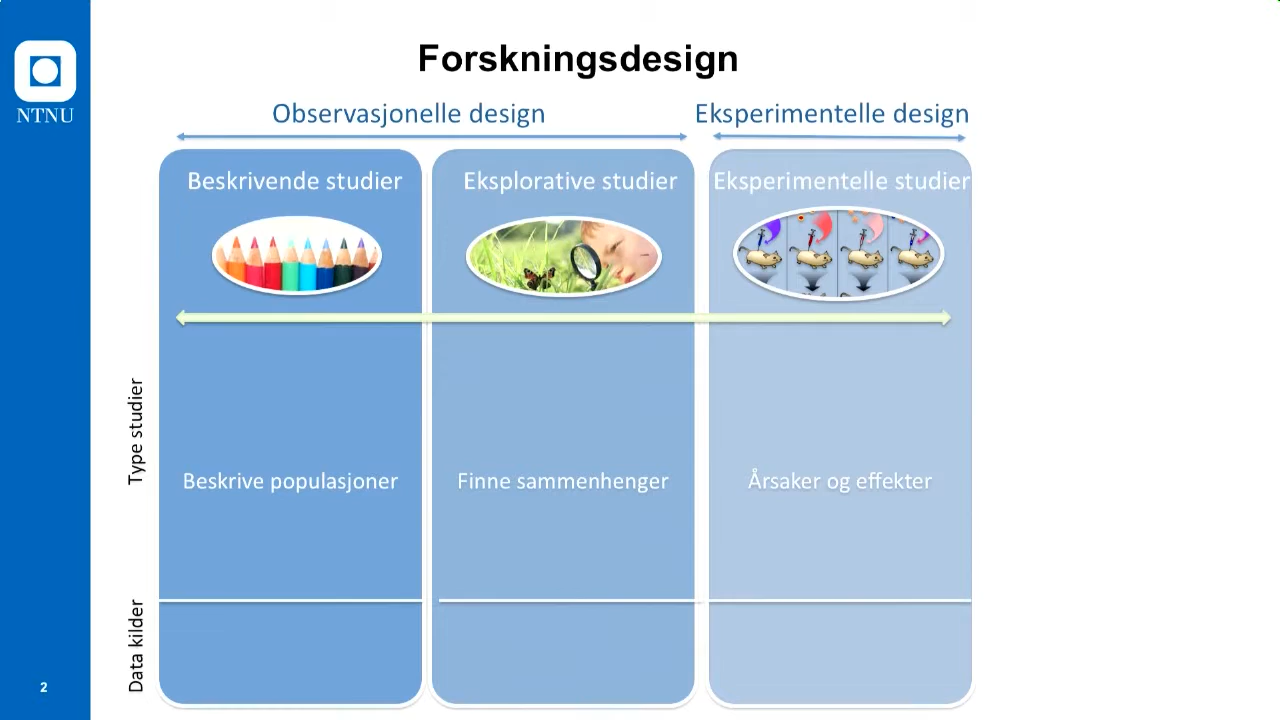 Forskningsdesign
NTNU
Observasjonelle design
Eksperimentelle design
Beskrivende studier
Eksplorative studier
Eksperimentelle studier
Type studier
Beskrive populasjoner
Finne sammenhenger
Årsaker og effekter
Data kilder
2